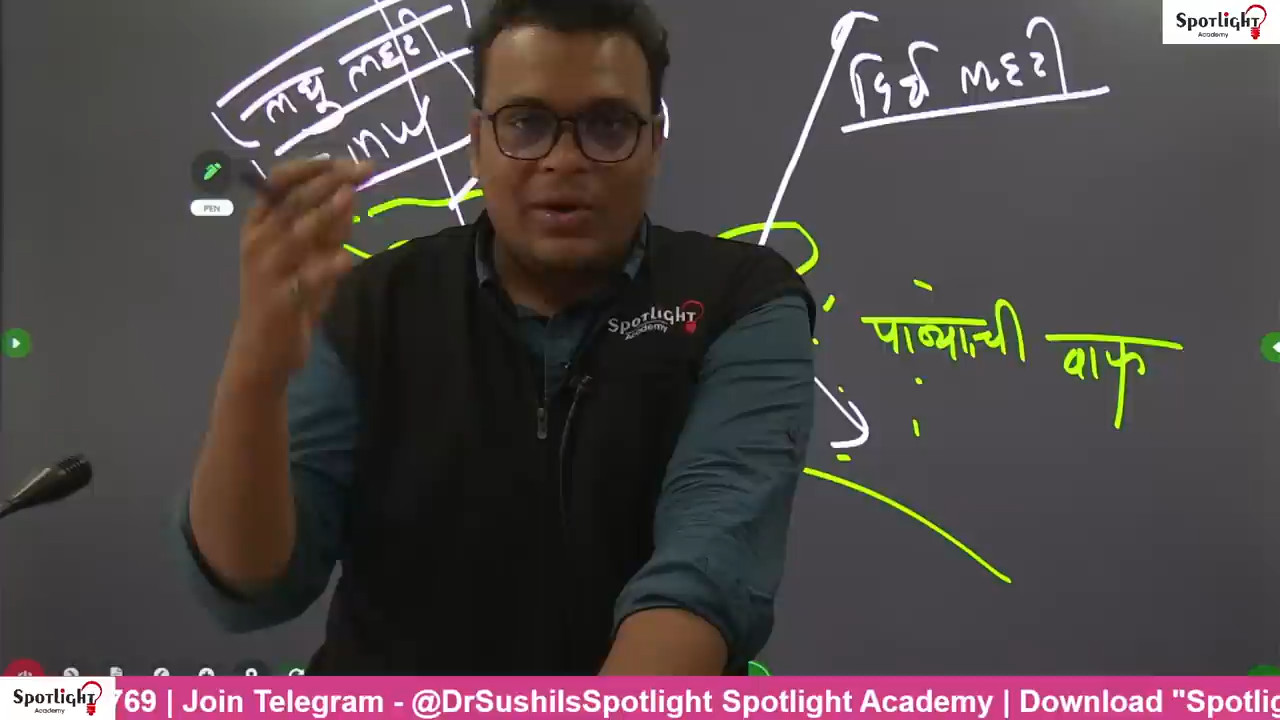 Spotlight
Academy
लघु लहरी
दिर्घ लहरी
PEN
Spotlight
Academy
पाण्याची वाफ
Spotlight
Academy
769 | Join Telegram - @DrSushilsSpotlight Spotlight Academy | Download "Spotlig